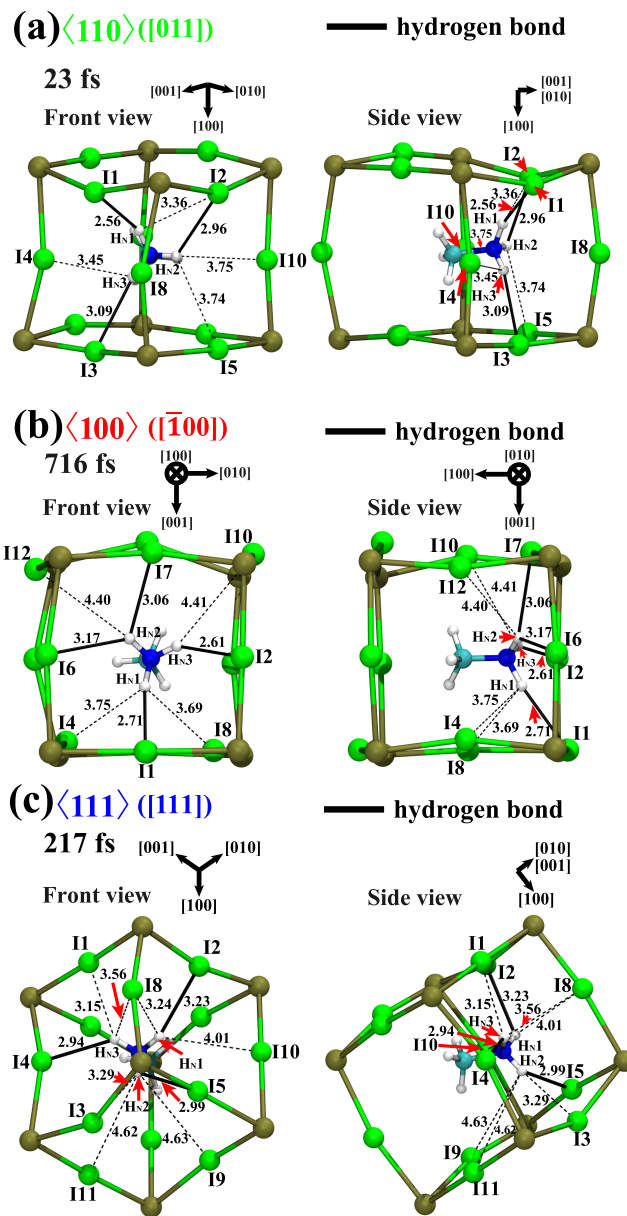 (a) ⟨110⟩ ([011])
hydrogen bond
23 fs
[001] [010]
[100]
Front view
Side view
[001]
[010]
[100]
I1
I2
3.36
2.56
2.96
HN1
HN2
I4
I10
3.45
3.75
HN3
I8
3.74
3.09
I3
I5
I2
3.36
I1
2.56
2.96
I10
HN1
3.75
HN2
I8
3.45
I4
HN3
3.74
3.09
I5
I3
(b) ⟨100⟩ ([1̅00])
hydrogen bond
716 fs
[100]
[010]
[001]
Front view
Side view
[010]
[100]
[001]
I12
I10
I7
4.40
3.06
4.41
3.17
HN2
HN3
2.61
I6
I2
HN1
3.75
3.69
I4
2.71
I8
I1
I10
I7
I12
4.41
4.40
3.06
HN2
3.17
I6
HN3
2.61
I2
HN1
3.75
I4
3.69
2.71
I1
I8
(c) ⟨111⟩ ([111])
hydrogen bond
217 fs
[001] [010]
[100]
Front view
Side view
[010]
[001]
[100]
I1
I2
3.56
I8
3.15
3.24
3.23
2.94
4.01
I4
HN3
HN1
I10
3.29
I5
I3
HN2
2.99
4.62
4.63
I11
I9
I1
I2
I8
3.15
3.23
3.56
HN3
4.01
2.94
HN1
I10
HN2
I4
2.99
I5
3.29
4.63
4.62
I3
I9
I11